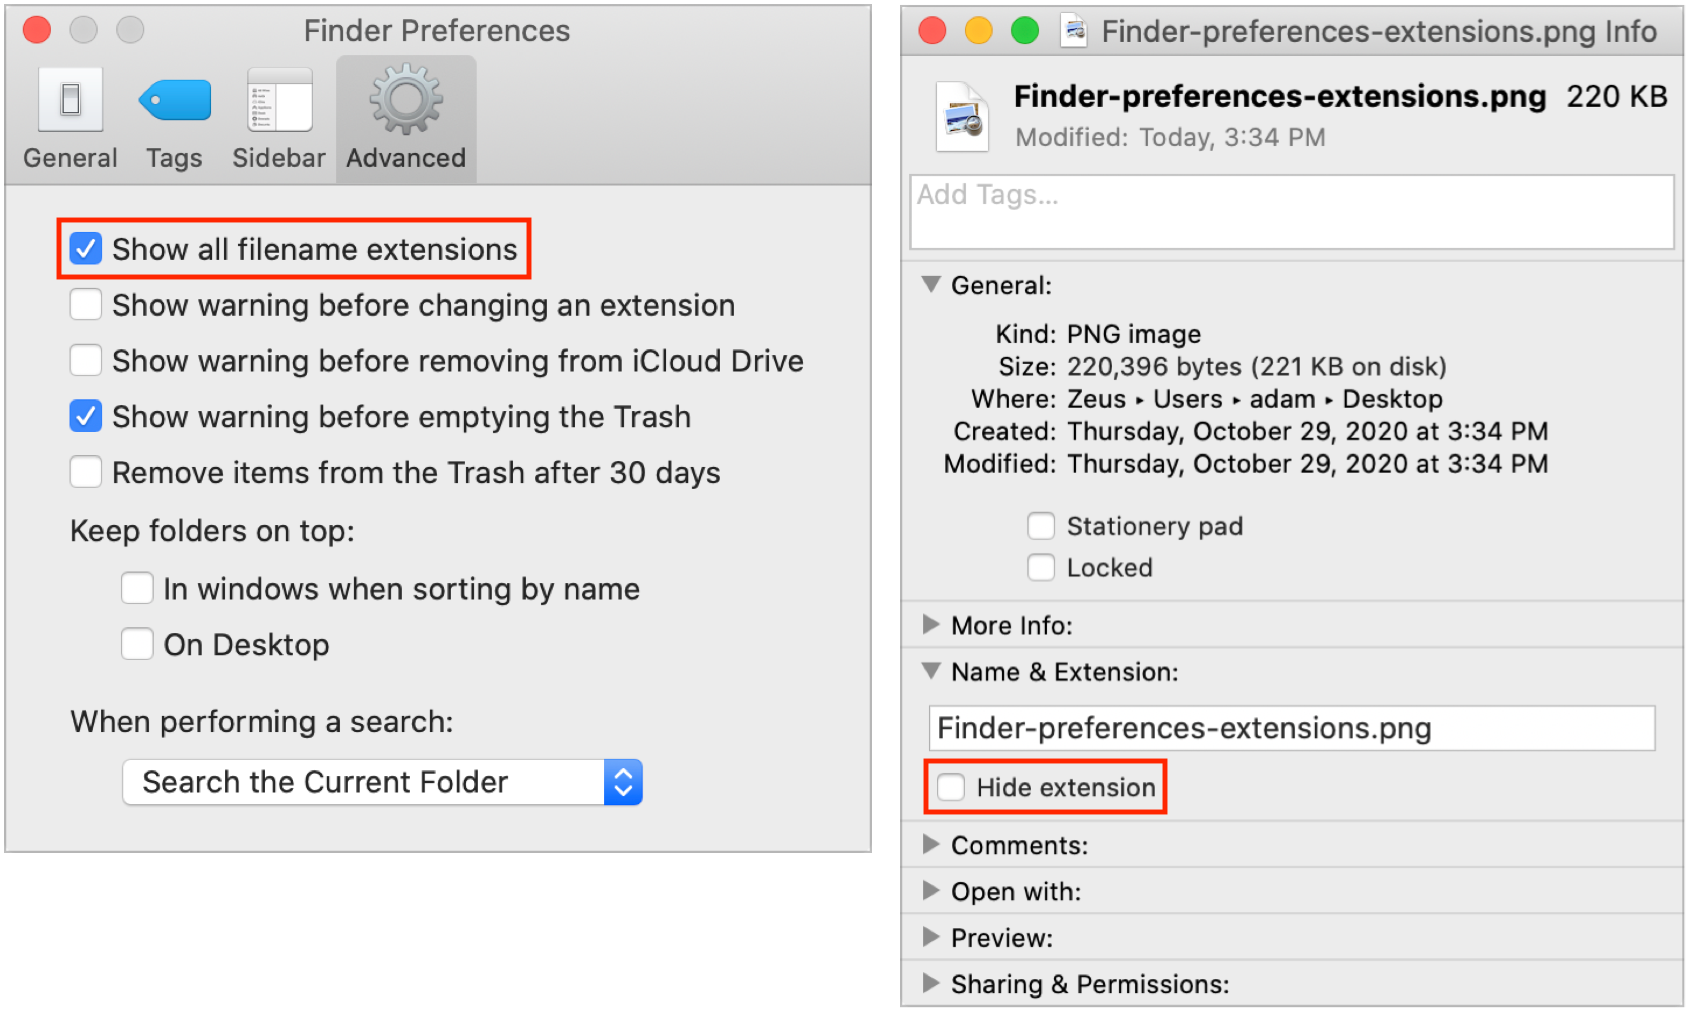 Finder Preferences
General Tags Sidebar Advanced
Show all filename extensions
Show warning before changing an extension
Show warning before removing from iCloud Drive
Show warning before emptying the Trash
Remove items from the Trash after 30 days
Keep folders on top:
In windows when sorting by name
On Desktop
When performing a search:
Search the Current Folder
Finder-preferences-extensions.png Info
Finder-preferences-extensions.png 220 KB
Modified: Today, 3:34 PM
Add Tags...
General:
Kind: PNG image
Size: 220,396 bytes (221 KB on disk)
Where: Zeus ▸ Users ▸ adam ▸ Desktop
Created: Thursday, October 29, 2020 at 3:34 PM
Modified: Thursday, October 29, 2020 at 3:34 PM
Stationery pad
Locked
More Info:
Name & Extension:
Finder-preferences-extensions.png
Hide extension
Comments:
Open with:
Preview:
Sharing & Permissions: